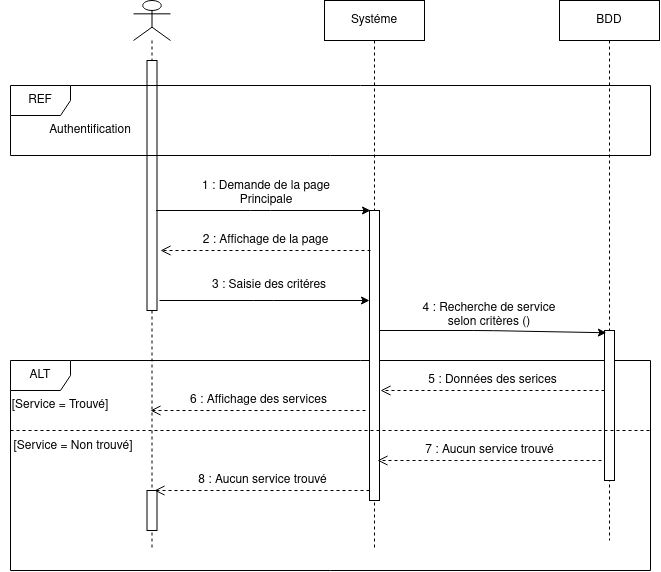 Systéme
BDD
REF
Authentification
1 : Demande de la page
Principale
2 : Affichage de la page
3 : Saisie des critéres
4 : Recherche de service
selon critères ()
ALT
5 : Données des serices
6 : Affichage des services
[Service = Trouvé]
[Service = Non trouvé]
7 : Aucun service trouvé
8 : Aucun service trouvé